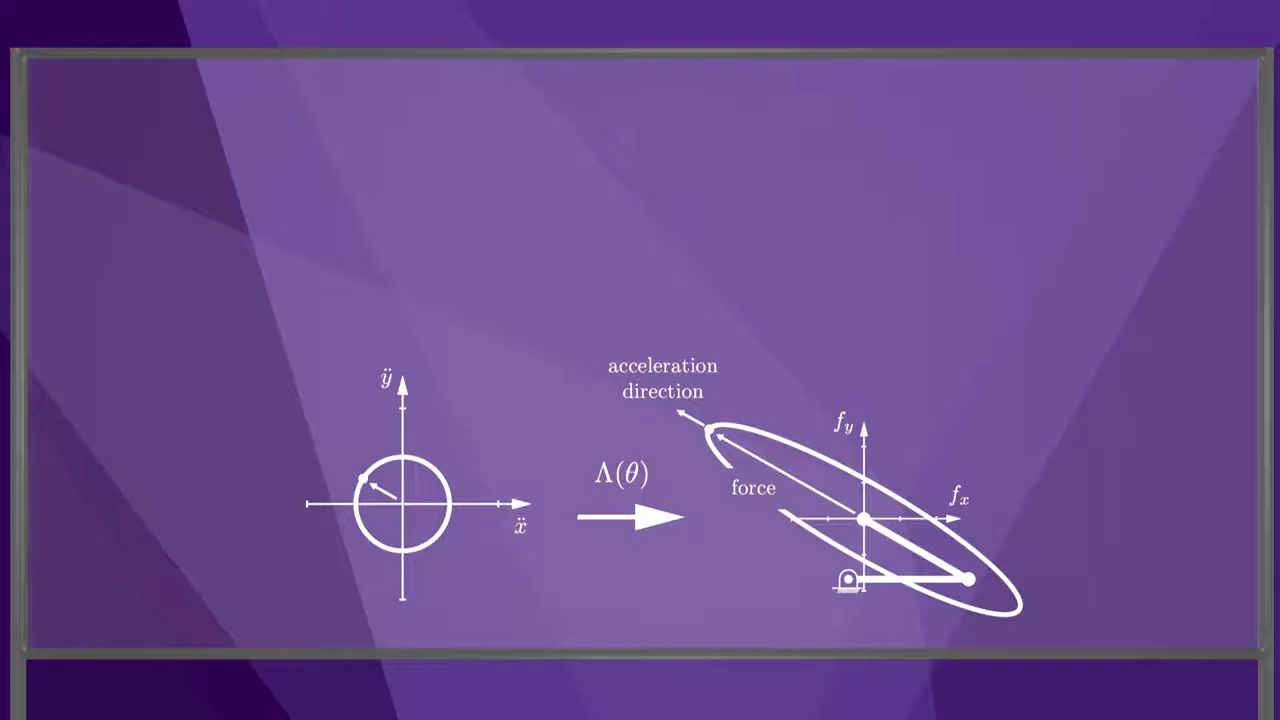 acceleration
direction
ÿ
f_y
Λ(θ)
force
f_x
ẍ